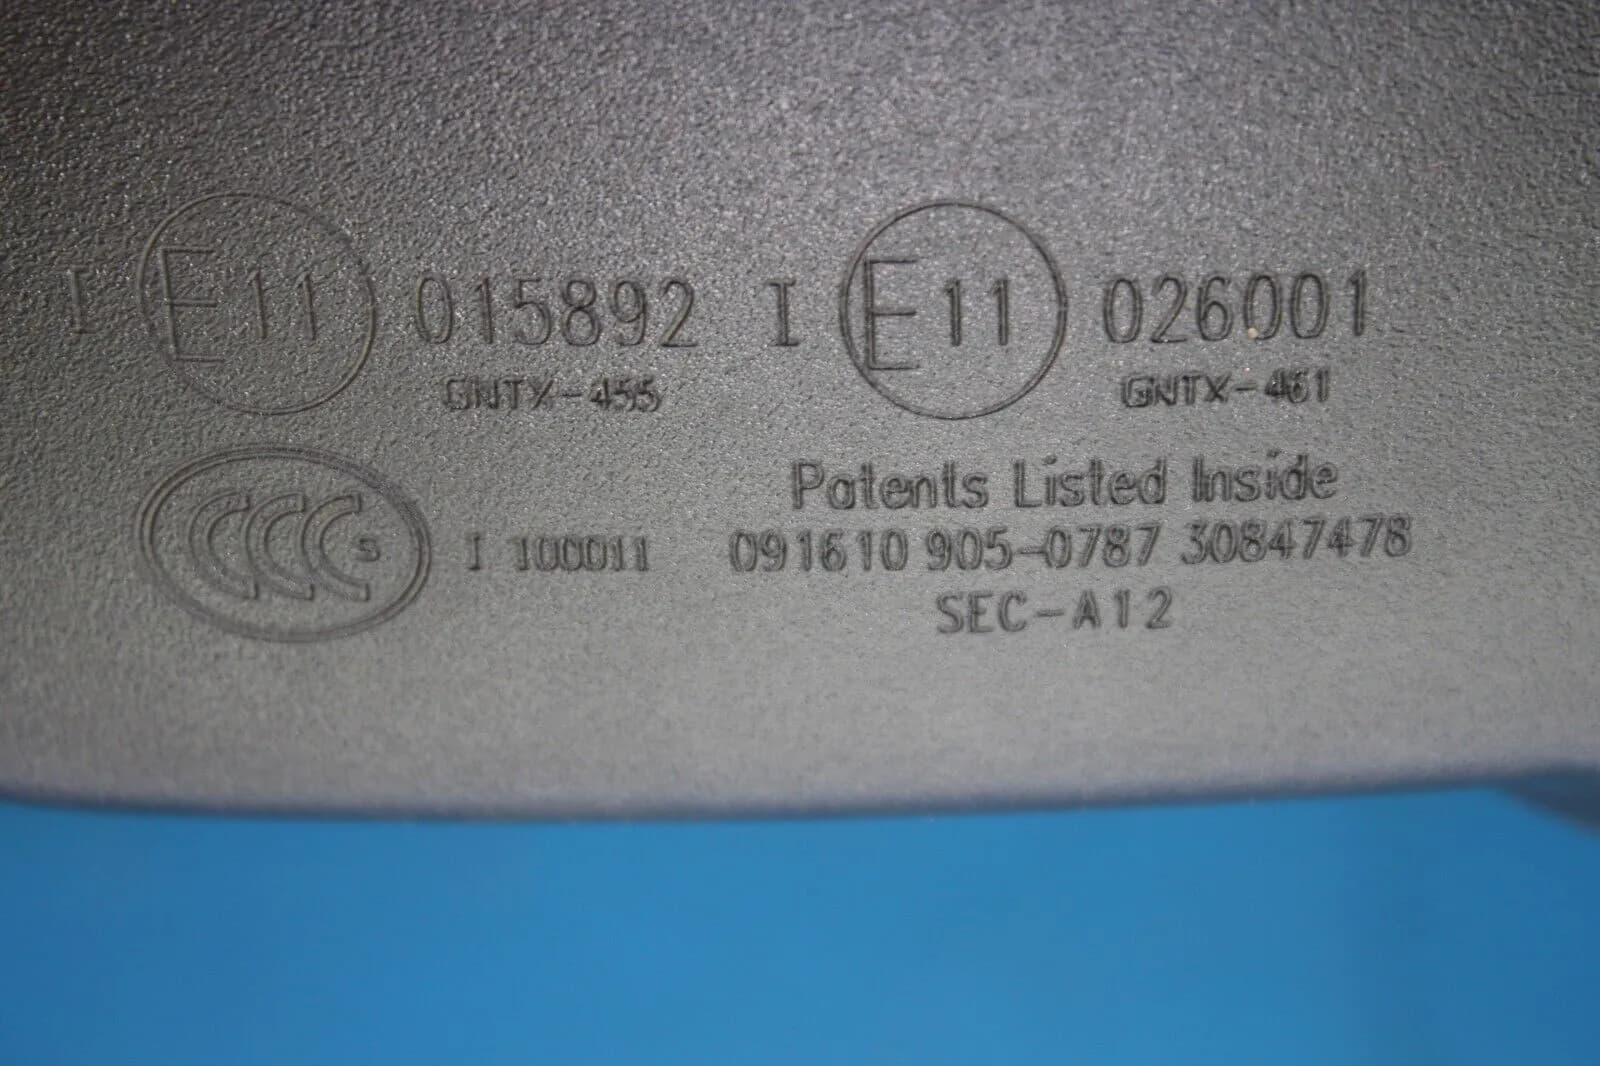 I E11 015892 I E11 026001
GNTX-455 GNTX-461
Patents Listed Inside
CCC S I 100011 091610 905-0787 30847478
SEC-A12